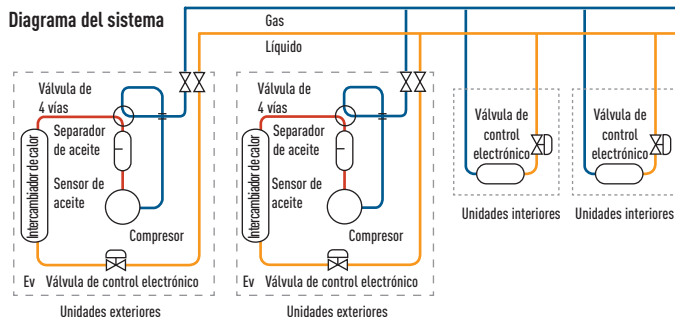 Diagrama del sistema
Gas
Líquido
Válvula de
4 vías
Separador
de aceite
Sensor de
aceite
Intercambiador de calor
Compresor
Ev Válvula de control electrónico
Unidades exteriores
Válvula de
4 vías
Separador
de aceite
Sensor de
aceite
Intercambiador de calor
Compresor
Ev Válvula de control electrónico
Unidades exteriores
Válvula de
control
electrónico
Unidades interiores
Válvula de
control
electrónico
Unidades interiores